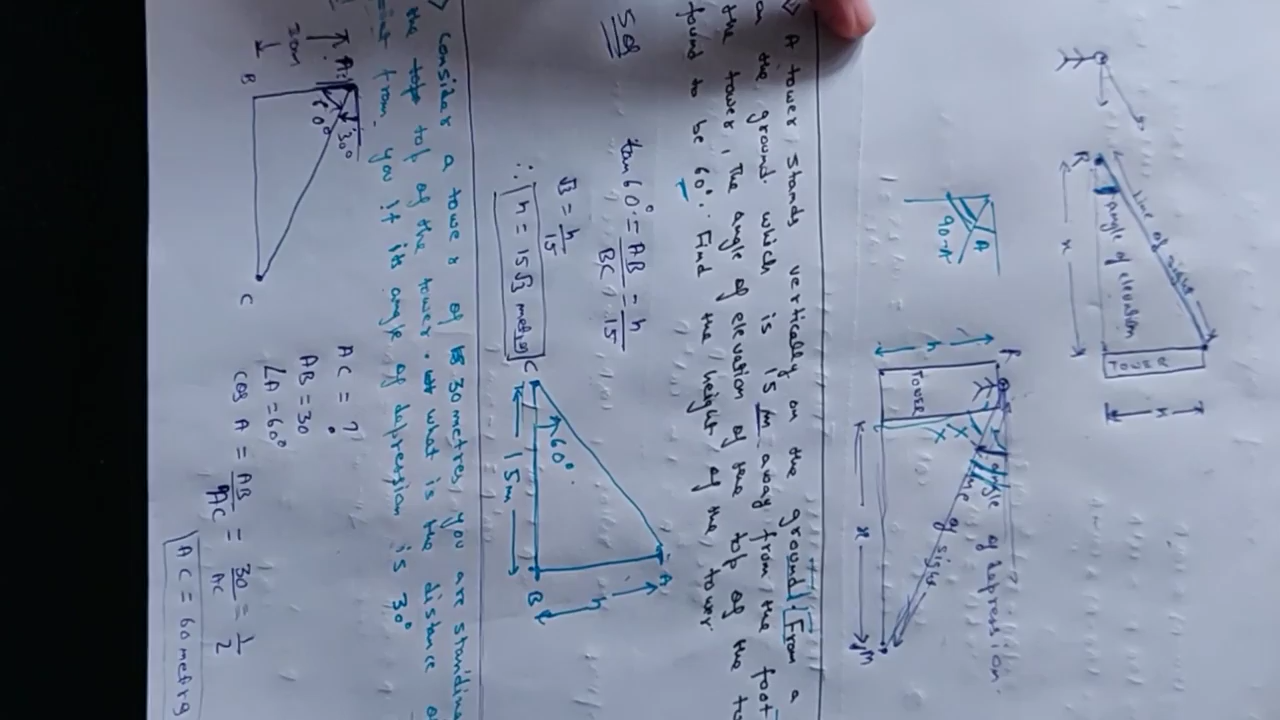 line of sight
R
angle of elevation
TOWER
x
H
A
90-A
h
TOWER
x
x
angle of depression.
line of sight
x
M
A tower stands vertically on the ground. From a
on the ground which is 15 m away from the foot
the tower, the angle of elevation of the top of the to
found to be 60°. Find the height of the tower.
Sol
tan 60° = AB/BC = h/15
√3 = h/15
∴ h = 15√3 metre
C
60°
15m
A
h
B
consider a tower of 30 metres, you are standing
the top of the tower. what is the distance o
point from you if its angle of depression is 30°
A
30°
60°
30m
B
C
AC = ?
AB = 30
∠A = 60°
cos A = AB/AC = 30/AC = 1/2
AC = 60 metrs